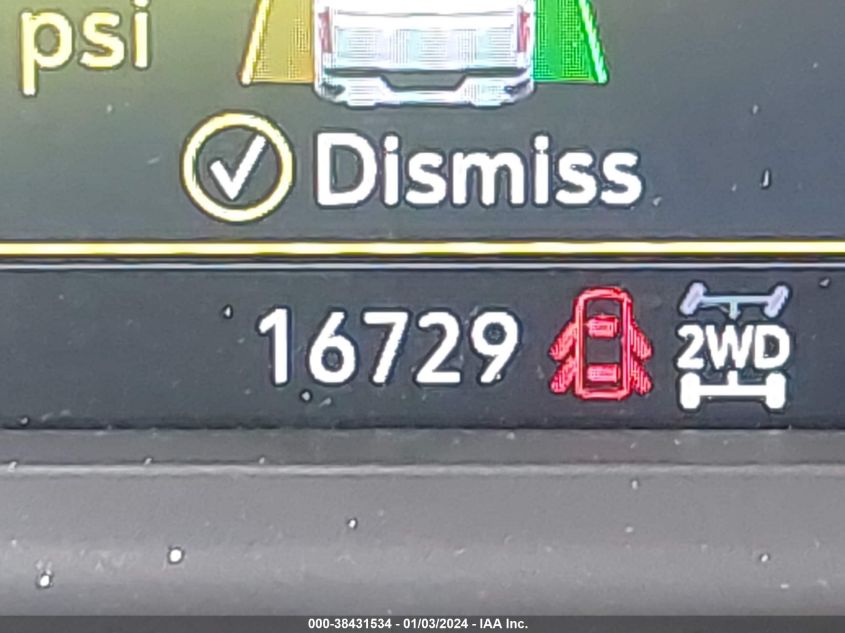 psi
Dismiss
16729
2WD
000-38431534 - 01/03/2024 - IAA Inc.